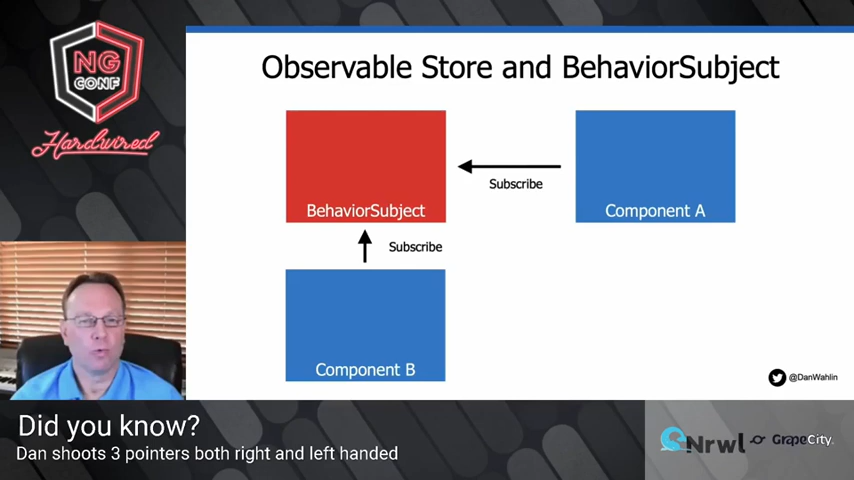 NG
CONF
Hardwired
Observable Store and BehaviorSubject
BehaviorSubject
Subscribe
Component A
Subscribe
Component B
@DanWahlin
Did you know?
Dan shoots 3 pointers both right and left handed
Nrwl
GrapeCity